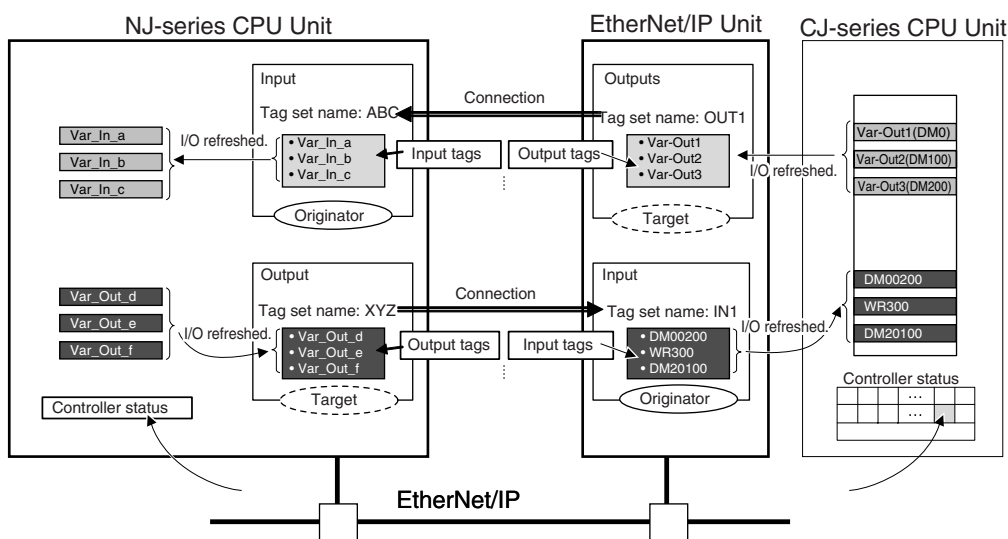 NJ-series CPU Unit
EtherNet/IP Unit
CJ-series CPU Unit
Input
Tag set name: ABC
Var_In_a
Var_In_b
Var_In_c
I/O refreshed.
• Var_In_a
• Var_In_b
• Var_In_c
Originator
Connection
Input tags
Output tags
Outputs
Tag set name: OUT1
• Var-Out1
• Var-Out2
• Var-Out3
Target
I/O refreshed.
Var-Out1(DM0)
Var-Out2(DM100)
Var-Out3(DM200)
Output
Tag set name: XYZ
Var_Out_d
Var_Out_e
Var_Out_f
I/O refreshed.
• Var_Out_d
• Var_Out_e
• Var_Out_f
Target
Connection
Output tags
Input tags
Input
Tag set name: IN1
• DM00200
• WR300
• DM20100
Originator
I/O refreshed.
DM00200
WR300
DM20100
Controller status
Controller status
...
...
EtherNet/IP